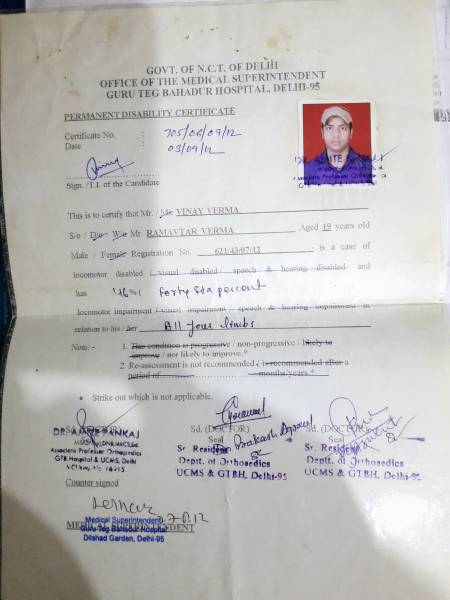 GOVT. OF N.C.T. OF DELHI
OFFICE OF THE MEDICAL SUPERINTENDENT
GURU TEG BAHADUR HOSPITAL, DELHI-95
PERMANENT DISABILITY CERTIFICATE
Certificate No. : 705/06/09/12
Date : 03/09/12
Sign. /T.I. of the Candidate
Associate Professor Orthopaedics
This is to certify that Mr. / Ms. VINAY VERMA
S/o / D/o W/o Mr. RAMAVTAR VERMA Aged 19 years old
Male / Female Registration No. 621/43/07/12 is a case of
locomotor disabled / visual disabled / speech & hearing disabled and
has 46% forty six percent
locomotor impairment / visual impairment / speech & hearing impairment in
relation to his / her All four limbs
Note:- 1. This condition is progressive / non-progressive / likely to
improve / not likely to improve.*
2. Re-assessment is not recommended / is recommended after a
period of months/years.*
Strike out which is not applicable.
Sd. (DOCTOR) Sd. (DOCTOR)
Seal Seal
DR. PANKAJ
Associate Professor Orthopaedics
GTB Hospital & UCMS, Delhi
Sr. Resident
Deptt. of Orthopaedics
UCMS & GTBH, Delhi-95
Sr. Resident
Deptt. of Orthopaedics
UCMS & GTBH, Delhi-95
Counter signed
Medical Superintendent
Guru Teg Bahadur Hospital
Dilshad Garden, Delhi-95
MEDICAL SUPERINTENDENT